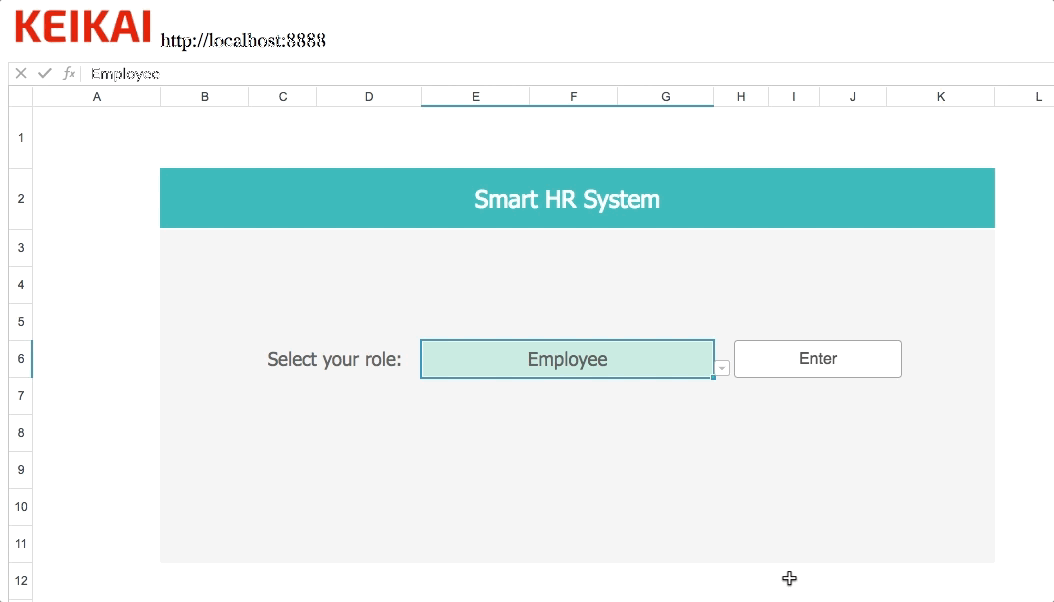 KEIKAI http://localhost:8888
fx Employee
A B C D E F G H I J K L
1
2 Smart HR System
3
4
5
6 Select your role: Employee Enter
7
8
9
10
11
12